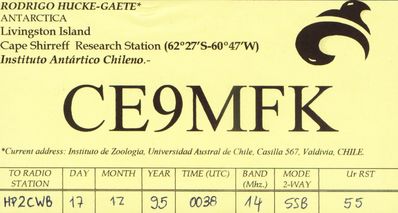 RODRIGO HUCKE-GAETE*
ANTARCTICA
Livingston Island
Cape Shirreff Research Station (62°27'S-60°47'W)
Instituto Antártico Chileno.-
CE9MFK
*Current address: Instituto de Zoología, Universidad Austral de Chile, Casilla 567, Valdivia, CHILE.
TO RADIO STATION DAY MONTH YEAR TIME (UTC) BAND (Mhz.) MODE 2-WAY Ur RST
HP2CWB 17 12 95 0038 14 SSB 55